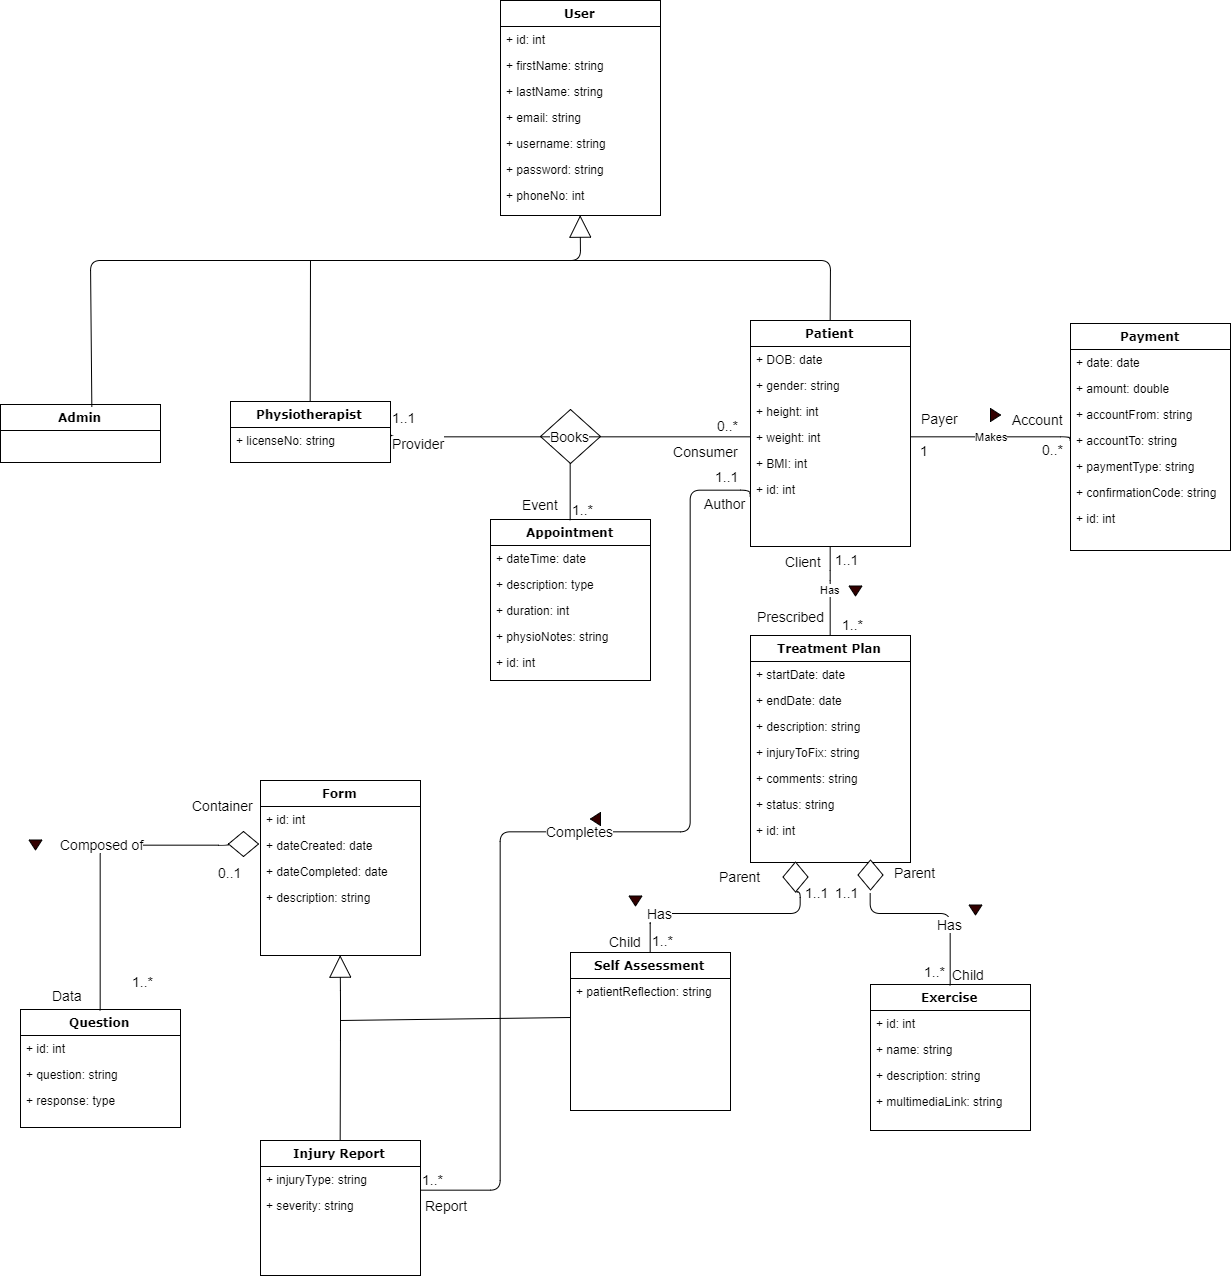 User
+ id: int
+ firstName: string
+ lastName: string
+ email: string
+ username: string
+ password: string
+ phoneNo: int
Admin
Physiotherapist
+ licenseNo: string
1..1
Provider
Books
0..*
Consumer
Event
1..*
Appointment
+ dateTime: date
+ description: type
+ duration: int
+ physioNotes: string
+ id: int
Patient
+ DOB: date
+ gender: string
+ height: int
+ weight: int
+ BMI: int
+ id: int
1..1
Author
Payer
1
Makes
Account
0..*
Payment
+ date: date
+ amount: double
+ accountFrom: string
+ accountTo: string
+ paymentType: string
+ confirmationCode: string
+ id: int
Client
1..1
Has
Prescribed
1..*
Treatment Plan
+ startDate: date
+ endDate: date
+ description: string
+ injuryToFix: string
+ comments: string
+ status: string
+ id: int
Completes
Container
Composed of
0..1
Form
+ id: int
+ dateCreated: date
+ dateCompleted: date
+ description: string
Parent
1..1
1..1
Parent
Has
Child
1..*
Has
1..*
Child
Self Assessment
+ patientReflection: string
Exercise
+ id: int
+ name: string
+ description: string
+ multimediaLink: string
1..*
Data
Question
+ id: int
+ question: string
+ response: type
Injury Report
+ injuryType: string
+ severity: string
1..*
Report